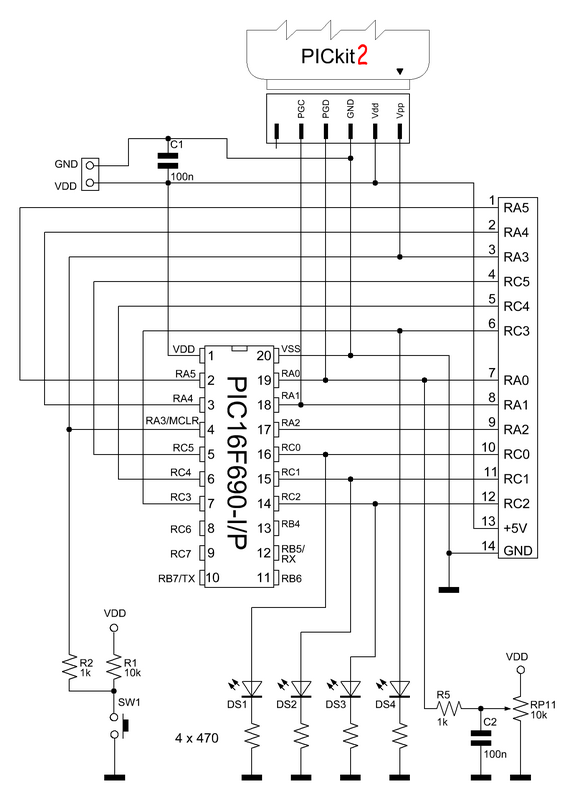 PICkit2
PGC
PGD
GND
Vdd
Vpp
GND
VDD
C1
100n
1 RA5
2 RA4
3 RA3
4 RC5
5 RC4
6 RC3
7 RA0
8 RA1
9 RA2
10 RC0
11 RC1
12 RC2
13 +5V
14 GND
PIC16F690-I/P
VDD 1 20 VSS
RA5 2 19 RA0
RA4 3 18 RA1
RA3/MCLR 4 17 RA2
RC5 5 16 RC0
RC4 6 15 RC1
RC3 7 14 RC2
RC6 8 13 RB4
RC7 9 12 RB5/
RX
RB7/TX 10 11 RB6
VDD
R2
1k
R1
10k
SW1
DS1
DS2
DS3
DS4
4 x 470
R5
1k
C2
100n
VDD
RP11
10k